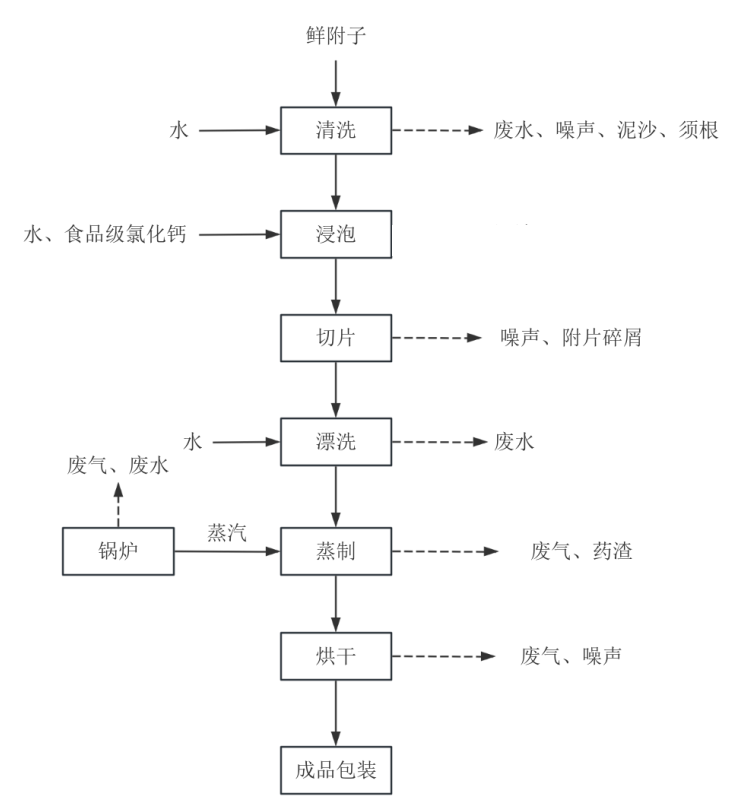 鲜附子
水
清洗
废水、噪声、泥沙、须根
水、食品级氯化钙
浸泡
切片
噪声、附片碎屑
水
漂洗
废水
废气、废水
锅炉
蒸汽
蒸制
废气、药渣
烘干
废气、噪声
成品包装